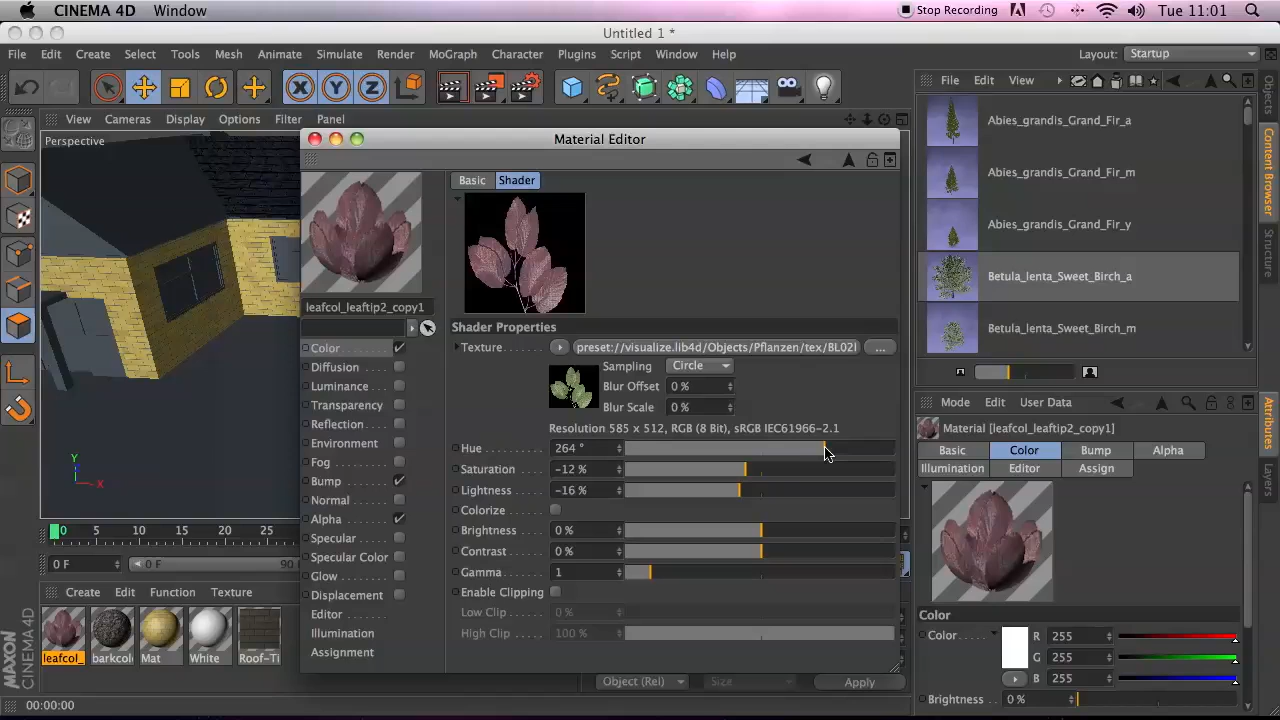 CINEMA 4D Window
Stop Recording
Tue 11:01
Untitled 1 *
File Edit Create Select Tools Mesh Animate Simulate Render MoGraph Character Plugins Script Window Help
Layout: Startup
View Cameras Display Options Filter Panel
Perspective
Y
X
Material Editor
Basic Shader
leafcol_leaftip2_copy1
Color
Diffusion
Luminance
Transparency
Reflection
Environment
Fog
Bump
Normal
Alpha
Specular
Specular Color
Glow
Displacement
Editor
Illumination
Assignment
Shader Properties
Texture preset://visualize.lib4d/Objects/Pflanzen/tex/BL02l ...
Sampling Circle
Blur Offset 0 %
Blur Scale 0 %
Resolution 585 x 512, RGB (8 Bit), sRGB IEC61966-2.1
Hue 264 °
Saturation -12 %
Lightness -16 %
Colorize
Brightness 0 %
Contrast 0 %
Gamma 1
Enable Clipping
Low Clip 0 %
High Clip 100 %
File Edit View
Abies_grandis_Grand_Fir_a
Abies_grandis_Grand_Fir_m
Abies_grandis_Grand_Fir_y
Betula_lenta_Sweet_Birch_a
Betula_lenta_Sweet_Birch_m
Objects
Content Browser
Structure
Mode Edit User Data
Material [leafcol_leaftip2_copy1]
Basic Color Bump Alpha
Illumination Editor Assign
Color
Color R 255
G 255
B 255
Brightness 0 %
Attributes
Layers
0 5 10 15 20 25 30
0 F 0 F 90
Create Edit Function Texture
leafcol_ barkcol Mat White Roof-Ti
Object (Rel) Size Apply
00:00:00
MAXON
CINEMA 4D